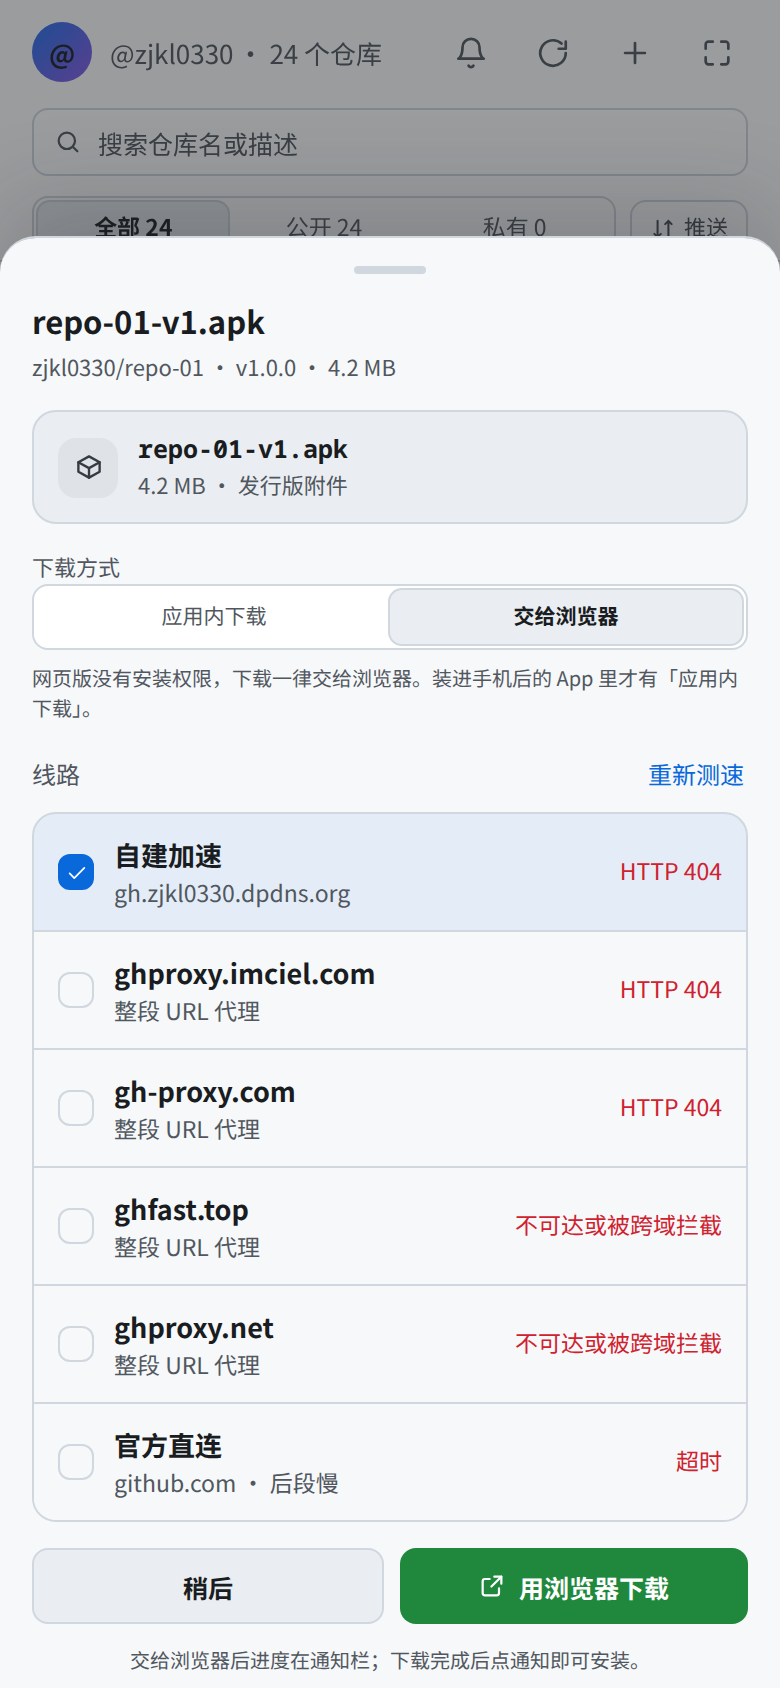 @ @zjkl0330 · 24 个仓库
搜索仓库名或描述
全部 24 公开 24 私有 0 推送
repo-01-v1.apk
zjkl0330/repo-01 · v1.0.0 · 4.2 MB
repo-01-v1.apk
4.2 MB · 发行版附件
下载方式
应用内下载 交给浏览器
网页版没有安装权限，下载一律交给浏览器。装进手机后的 App 里才有「应用内
下载」。
线路 重新测速
自建加速
gh.zjkl0330.dpdns.org
HTTP 404
ghproxy.imciel.com
整段 URL 代理
HTTP 404
gh-proxy.com
整段 URL 代理
HTTP 404
ghfast.top
整段 URL 代理
不可达或被跨域拦截
ghproxy.net
整段 URL 代理
不可达或被跨域拦截
官方直连
github.com · 后段慢
超时
稍后 用浏览器下载
交给浏览器后进度在通知栏；下载完成后点通知即可安装。